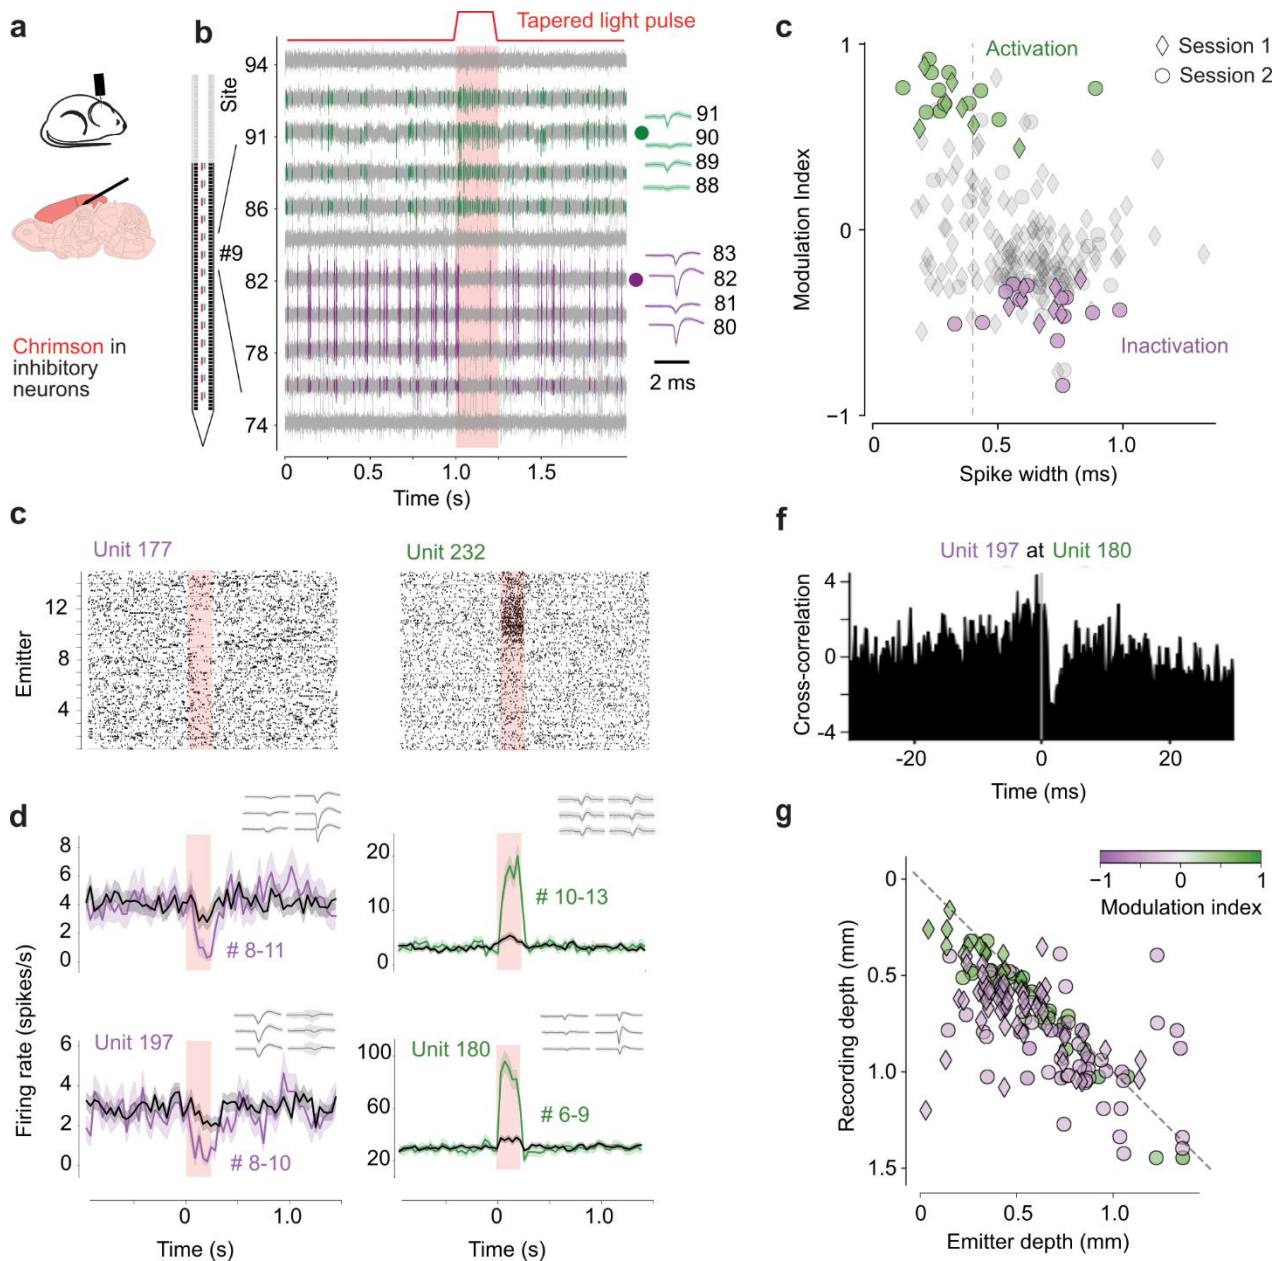 a
Chrimson in
inhibitory
neurons
b
Tapered light pulse
Site
#9
94
91
86
82
78
74
0
0.5
1.0
1.5
Time (s)
91
90
89
88
83
82
81
80
2 ms
c
Activation
Session 1
Session 2
Inactivation
Modulation Index
1
0
−1
0
0.5
1.0
Spike width (ms)
c
Unit 177
Unit 232
Emitter
12
8
4
d
Firing rate (spikes/s)
8
6
4
2
0
# 8-11
20
10
0
# 10-13
Unit 197
6
4
2
0
# 8-10
Unit 180
100
60
20
# 6-9
0
1.0
Time (s)
0
1.0
Time (s)
f
Unit 197 at Unit 180
Cross-correlation
4
0
-4
-20
0
20
Time (ms)
g
−1
0
1
Modulation index
Recording depth (mm)
0
0.5
1.0
1.5
0
0.5
1.0
Emitter depth (mm)